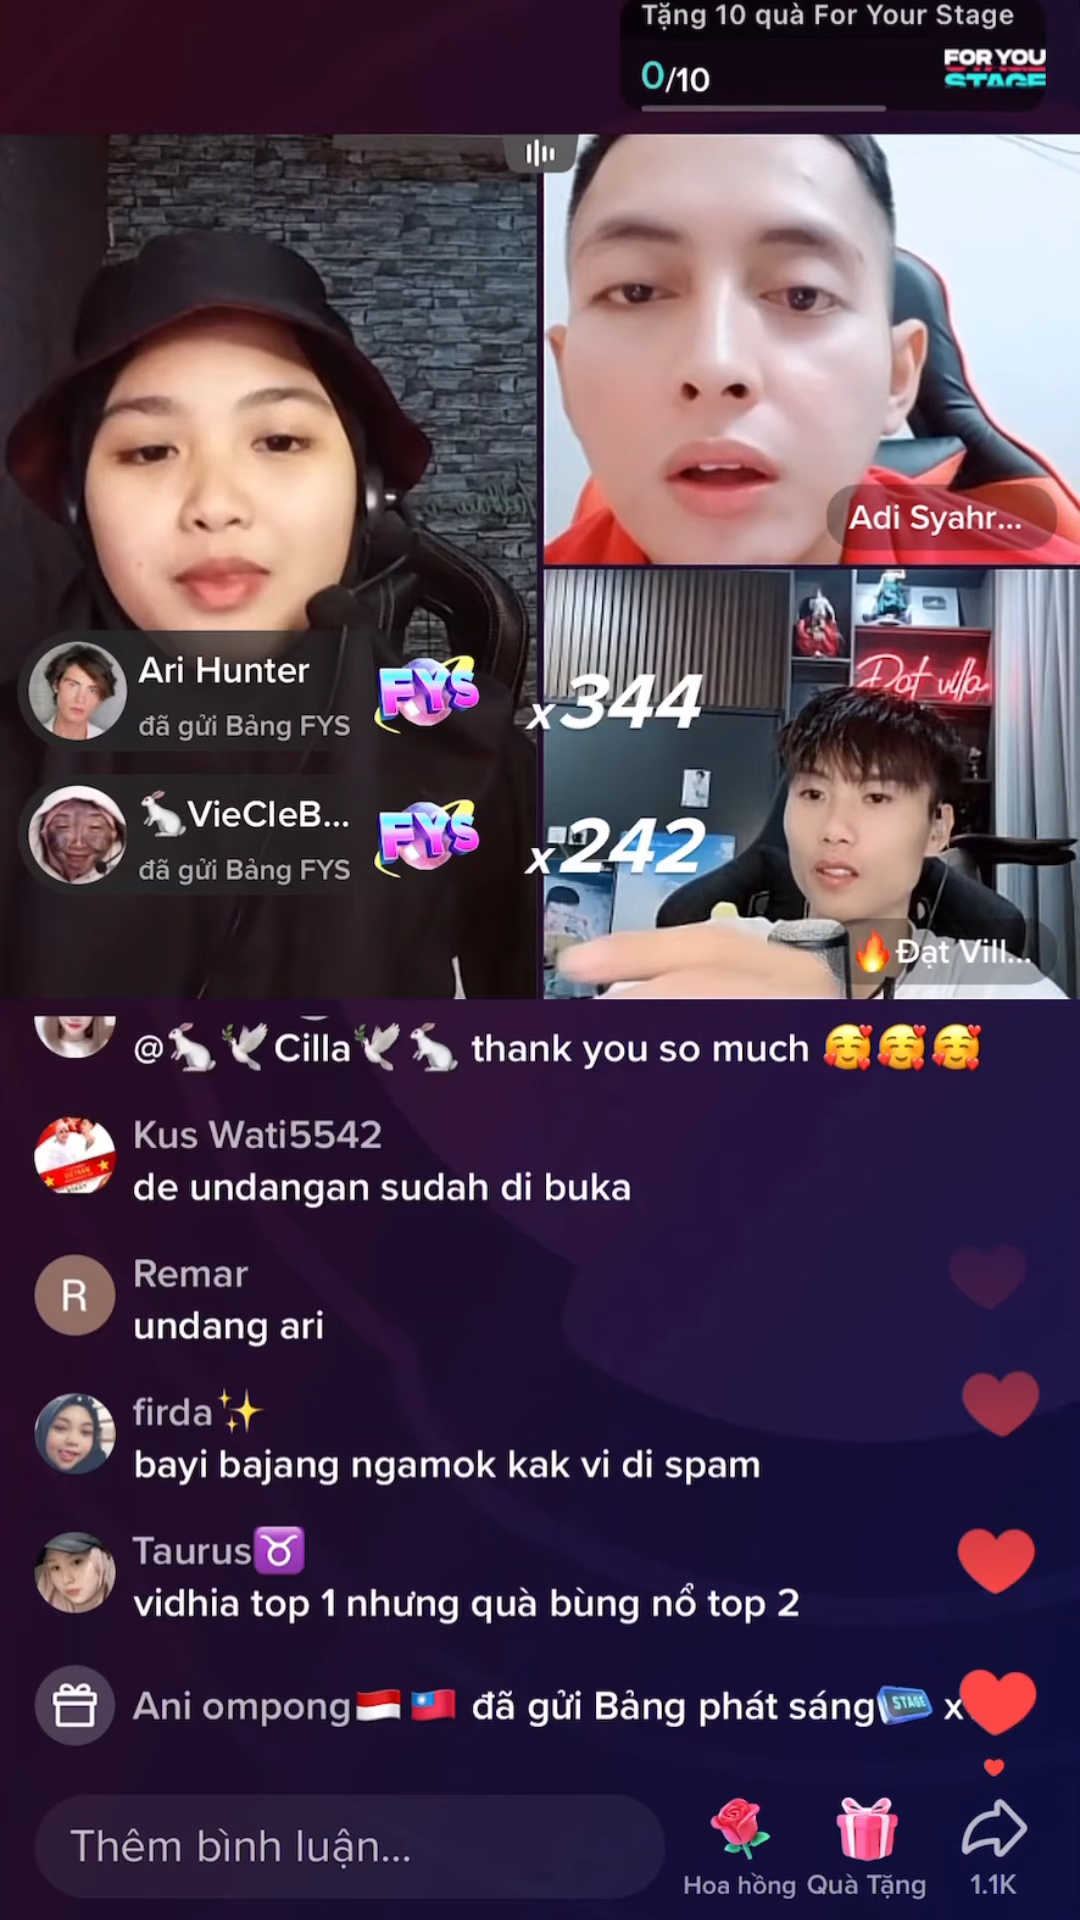 Tặng 10 quà For Your Stage
0/10
FOR YOU
STAGE
Adi Syahr...
Ari Hunter
đã gửi Bảng FYS
FYS
x344
Đạt villa
🐇VieCleB...
đã gửi Bảng FYS
FYS
x242
🔥Đạt Vill...
@🐇🕊️Cilla🕊️🐇 thank you so much 🥰🥰🥰
Kus Wati5542
de undangan sudah di buka
R
Remar
undang ari
firda✨
bayi bajang ngamok kak vi di spam
Taurus♉
vidhia top 1 nhưng quà bùng nổ top 2
Ani ompong🇮🇩🇹🇼 đã gửi Bảng phát sáng STAGE x
Thêm bình luận...
Hoa hồng
Quà Tặng
1.1K